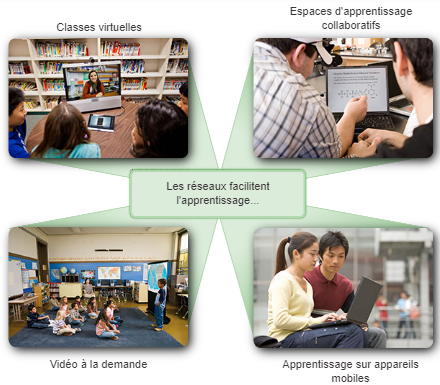 Classes virtuelles
Espaces d'apprentissage
collaboratifs
Les réseaux facilitent
l'apprentissage...
Vidéo à la demande
Apprentissage sur appareils
mobiles